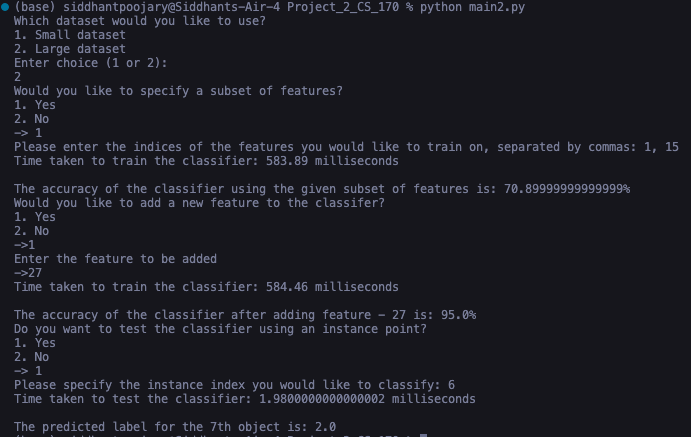 (base) siddhantpoojary@Siddhants-Air-4 Project_2_CS_170 % python main2.py
Which dataset would you like to use?
1. Small dataset
2. Large dataset
Enter choice (1 or 2):
2
Would you like to specify a subset of features?
1. Yes
2. No
-> 1
Please enter the indices of the features you would like to train on, separated by commas: 1, 15
Time taken to train the classifier: 583.89 milliseconds
The accuracy of the classifier using the given subset of features is: 70.89999999999999%
Would you like to add a new feature to the classifer?
1. Yes
2. No
->1
Enter the feature to be added
->27
Time taken to train the classifier: 584.46 milliseconds
The accuracy of the classifier after adding feature - 27 is: 95.0%
Do you want to test the classifier using an instance point?
1. Yes
2. No
-> 1
Please specify the instance index you would like to classify: 6
Time taken to test the classifier: 1.9800000000000002 milliseconds
The predicted label for the 7th object is: 2.0